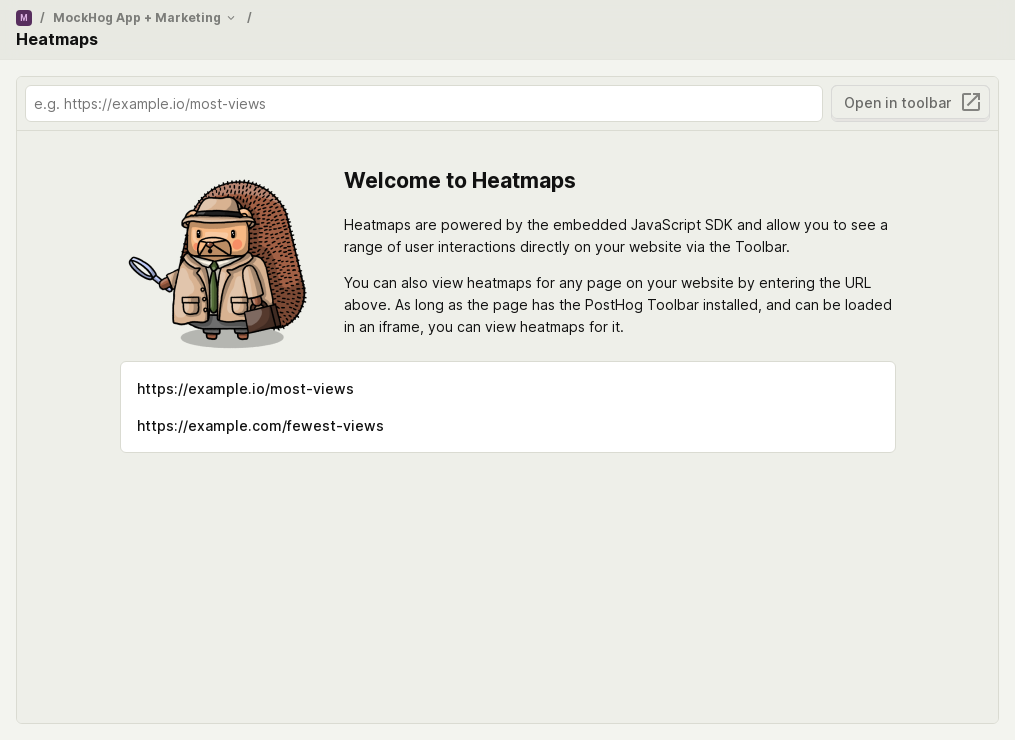 M / MockHog App + Marketing /
Heatmaps
e.g. https://example.io/most-views
Open in toolbar
Welcome to Heatmaps
Heatmaps are powered by the embedded JavaScript SDK and allow you to see a
range of user interactions directly on your website via the Toolbar.
You can also view heatmaps for any page on your website by entering the URL
above. As long as the page has the PostHog Toolbar installed, and can be loaded
in an iframe, you can view heatmaps for it.
https://example.io/most-views
https://example.com/fewest-views